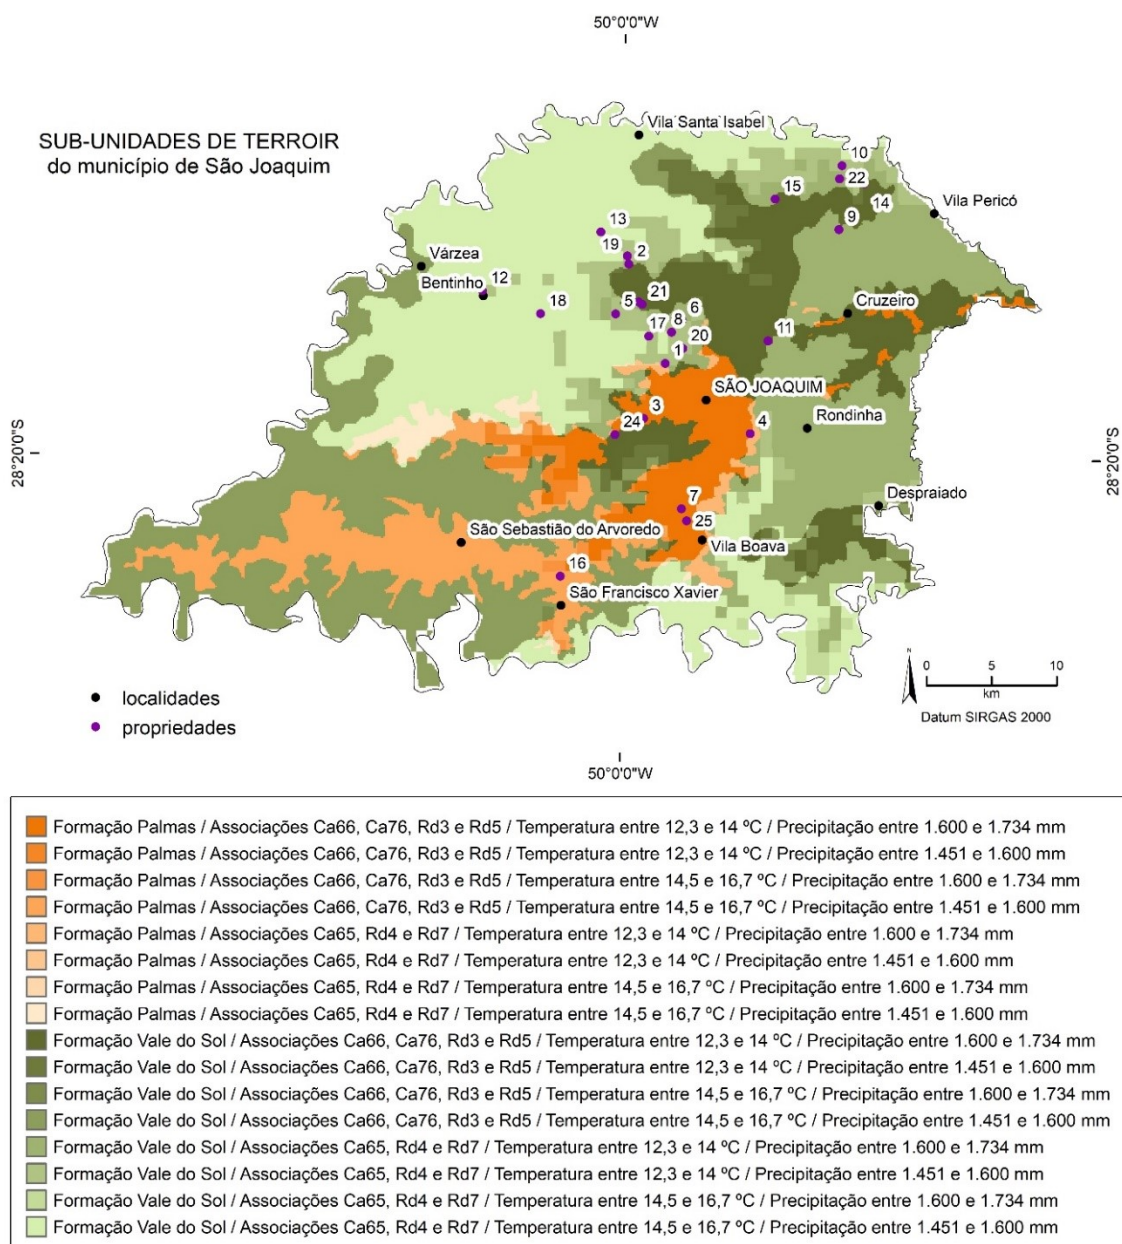 50°0'0"W
SUB-UNIDADES DE TERROIR
do município de São Joaquim
Vila Santa Isabel
10
22
15
14
Vila Pericó
9
13
19
2
Várzea
Bentinho
12
18
5
21
6
Cruzeiro
17
8
20
11
1
SÃO JOAQUIM
3
24
4
Rondinha
28°20'0"S
28°20'0"S
7
25
Despraiado
São Sebastião do Arvoredo
Vila Boava
16
São Francisco Xavier
N
0 5 10
km
Datum SIRGAS 2000
localidades
propriedades
50°0'0"W
Formação Palmas / Associações Ca66, Ca76, Rd3 e Rd5 / Temperatura entre 12,3 e 14 ºC / Precipitação entre 1.600 e 1.734 mm
Formação Palmas / Associações Ca66, Ca76, Rd3 e Rd5 / Temperatura entre 12,3 e 14 ºC / Precipitação entre 1.451 e 1.600 mm
Formação Palmas / Associações Ca66, Ca76, Rd3 e Rd5 / Temperatura entre 14,5 e 16,7 ºC / Precipitação entre 1.600 e 1.734 mm
Formação Palmas / Associações Ca66, Ca76, Rd3 e Rd5 / Temperatura entre 14,5 e 16,7 ºC / Precipitação entre 1.451 e 1.600 mm
Formação Palmas / Associações Ca65, Rd4 e Rd7 / Temperatura entre 12,3 e 14 ºC / Precipitação entre 1.600 e 1.734 mm
Formação Palmas / Associações Ca65, Rd4 e Rd7 / Temperatura entre 12,3 e 14 ºC / Precipitação entre 1.451 e 1.600 mm
Formação Palmas / Associações Ca65, Rd4 e Rd7 / Temperatura entre 14,5 e 16,7 ºC / Precipitação entre 1.600 e 1.734 mm
Formação Palmas / Associações Ca65, Rd4 e Rd7 / Temperatura entre 14,5 e 16,7 ºC / Precipitação entre 1.451 e 1.600 mm
Formação Vale do Sol / Associações Ca66, Ca76, Rd3 e Rd5 / Temperatura entre 12,3 e 14 ºC / Precipitação entre 1.600 e 1.734 mm
Formação Vale do Sol / Associações Ca66, Ca76, Rd3 e Rd5 / Temperatura entre 12,3 e 14 ºC / Precipitação entre 1.451 e 1.600 mm
Formação Vale do Sol / Associações Ca66, Ca76, Rd3 e Rd5 / Temperatura entre 14,5 e 16,7 ºC / Precipitação entre 1.600 e 1.734 mm
Formação Vale do Sol / Associações Ca66, Ca76, Rd3 e Rd5 / Temperatura entre 14,5 e 16,7 ºC / Precipitação entre 1.451 e 1.600 mm
Formação Vale do Sol / Associações Ca65, Rd4 e Rd7 / Temperatura entre 12,3 e 14 ºC / Precipitação entre 1.600 e 1.734 mm
Formação Vale do Sol / Associações Ca65, Rd4 e Rd7 / Temperatura entre 12,3 e 14 ºC / Precipitação entre 1.451 e 1.600 mm
Formação Vale do Sol / Associações Ca65, Rd4 e Rd7 / Temperatura entre 14,5 e 16,7 ºC / Precipitação entre 1.600 e 1.734 mm
Formação Vale do Sol / Associações Ca65, Rd4 e Rd7 / Temperatura entre 14,5 e 16,7 ºC / Precipitação entre 1.451 e 1.600 mm